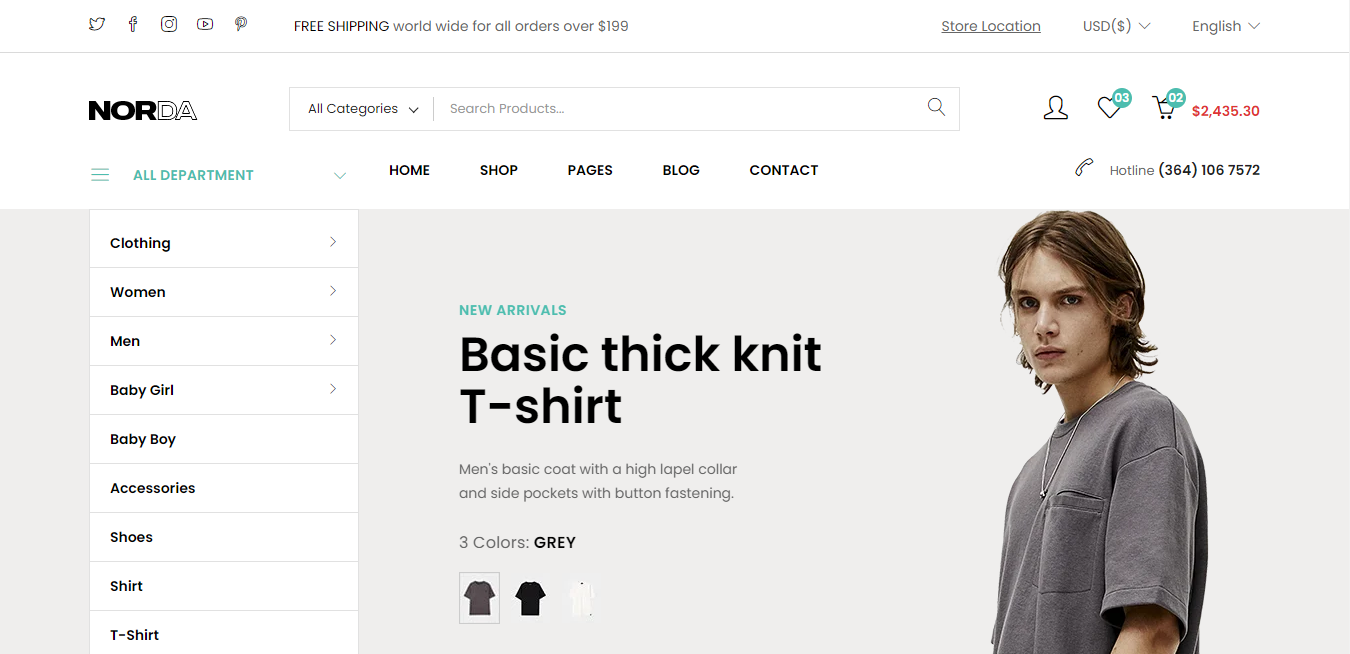 FREE SHIPPING world wide for all orders over $199
Store Location
USD($)
English
NORDA
All Categories
Search Products...
03
02
$2,435.30
ALL DEPARTMENT
HOME
SHOP
PAGES
BLOG
CONTACT
Hotline (364) 106 7572
Clothing
Women
Men
Baby Girl
Baby Boy
Accessories
Shoes
Shirt
T-Shirt
NEW ARRIVALS
Basic thick knit
T-shirt
Men's basic coat with a high lapel collar
and side pockets with button fastening.
3 Colors: GREY